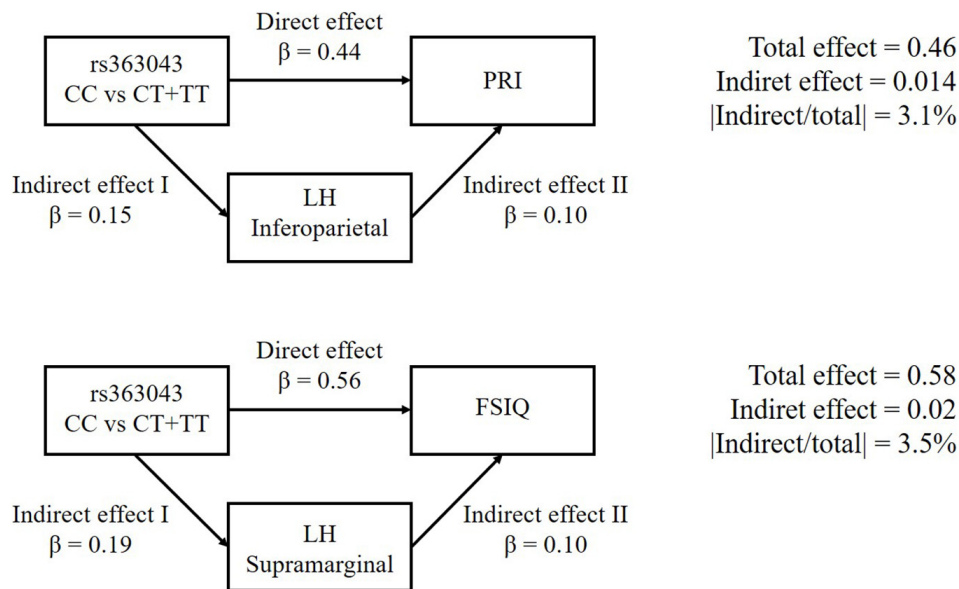 Direct effect
β = 0.44
rs363043
CC vs CT+TT
PRI
Total effect = 0.46
Indiret effect = 0.014
|Indirect/total| = 3.1%
Indirect effect I
β = 0.15
LH
Inferoparietal
Indirect effect II
β = 0.10
Direct effect
β = 0.56
rs363043
CC vs CT+TT
FSIQ
Total effect = 0.58
Indiret effect = 0.02
|Indirect/total| = 3.5%
Indirect effect I
β = 0.19
LH
Supramarginal
Indirect effect II
β = 0.10